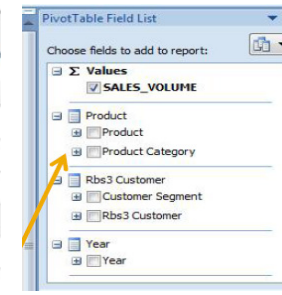 PivotTable Field List
Choose fields to add to report:
Σ Values
SALES_VOLUME
Product
Product
Product Category
Rbs3 Customer
Customer Segment
Rbs3 Customer
Year
Year